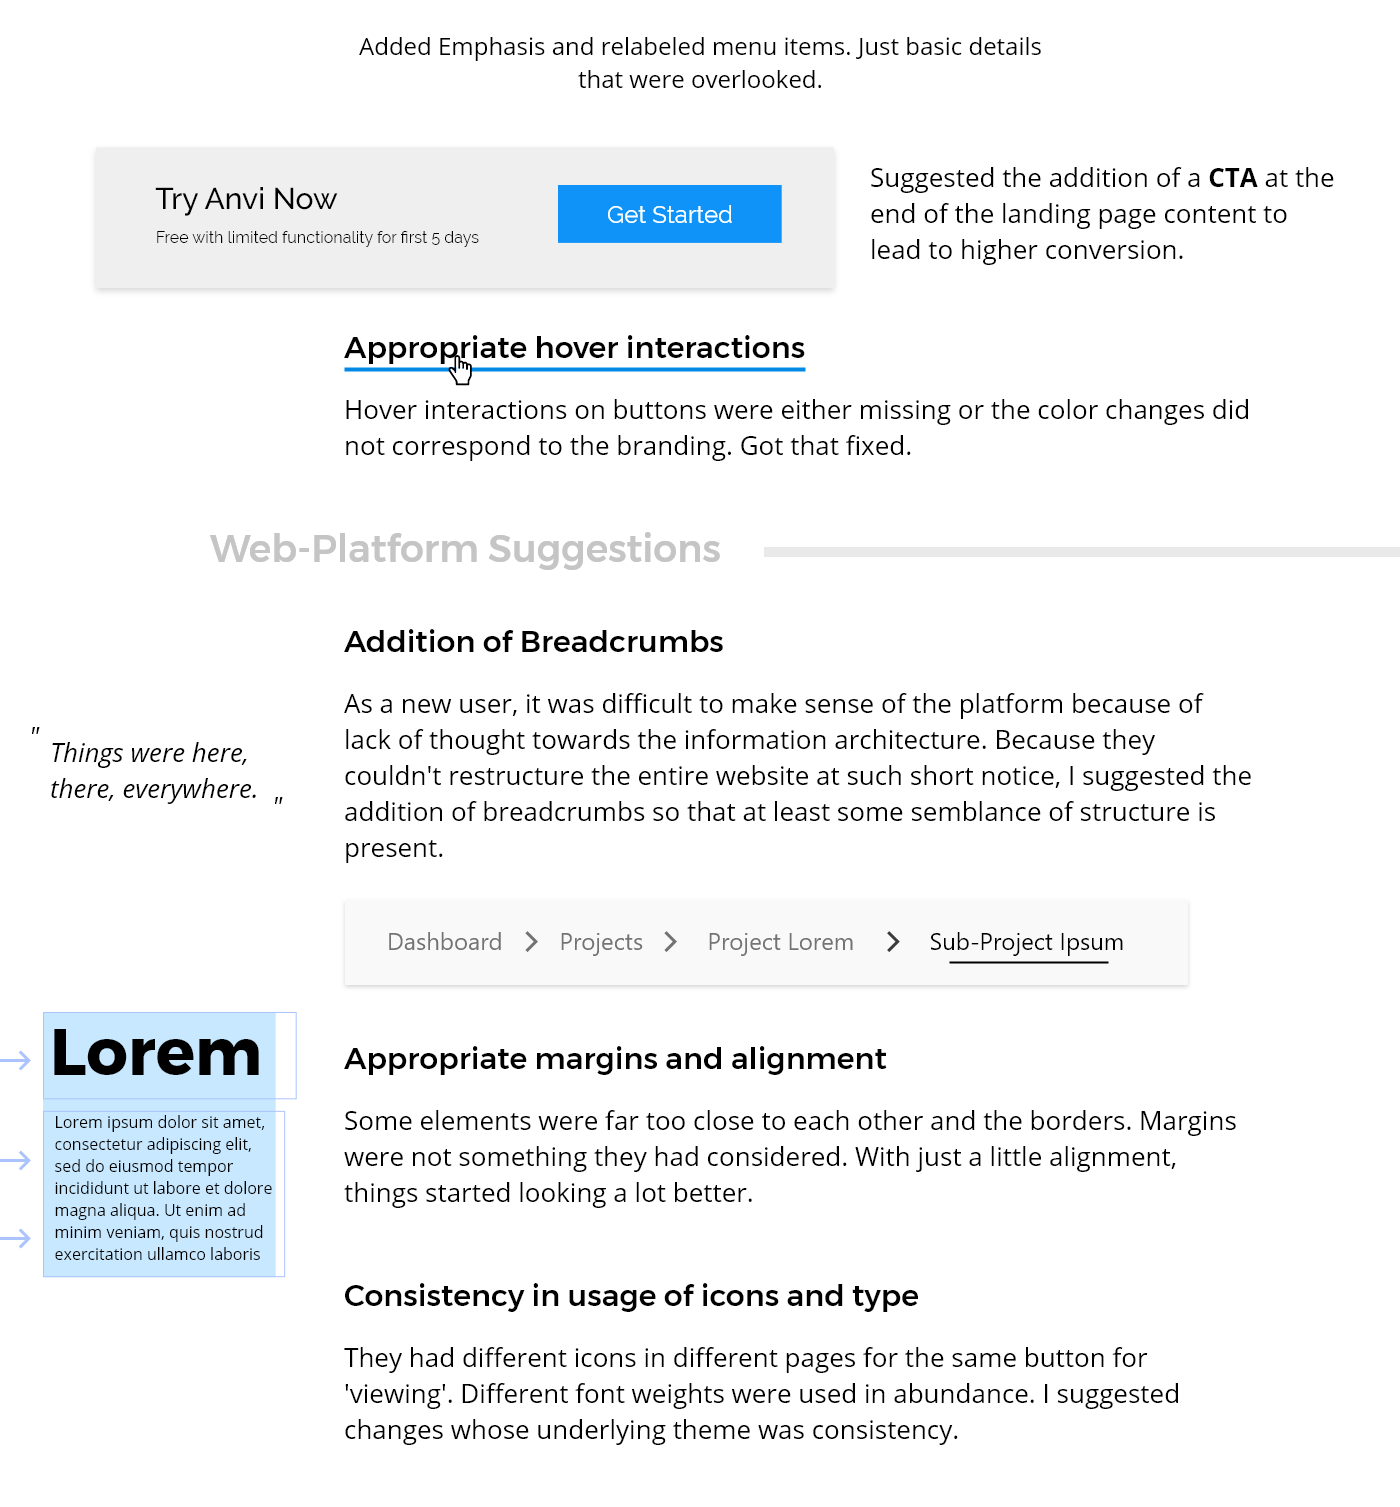 Added Emphasis and relabeled menu items. Just basic details
that were overlooked.
Try Anvi Now
Free with limited functionality for first 5 days
Get Started
Suggested the addition of a CTA at the
end of the landing page content to
lead to higher conversion.
Appropriate hover interactions
Hover interactions on buttons were either missing or the color changes did
not correspond to the branding. Got that fixed.
Web-Platform Suggestions
Addition of Breadcrumbs
As a new user, it was difficult to make sense of the platform because of
lack of thought towards the information architecture. Because they
couldn't restructure the entire website at such short notice, I suggested the
addition of breadcrumbs so that at least some semblance of structure is
present.
" Things were here,
there, everywhere. "
Dashboard > Projects > Project Lorem > Sub-Project Ipsum
Lorem
Lorem ipsum dolor sit amet,
consectetur adipiscing elit,
sed do eiusmod tempor
incididunt ut labore et dolore
magna aliqua. Ut enim ad
minim veniam, quis nostrud
exercitation ullamco laboris
Appropriate margins and alignment
Some elements were far too close to each other and the borders. Margins
were not something they had considered. With just a little alignment,
things started looking a lot better.
Consistency in usage of icons and type
They had different icons in different pages for the same button for
'viewing'. Different font weights were used in abundance. I suggested
changes whose underlying theme was consistency.